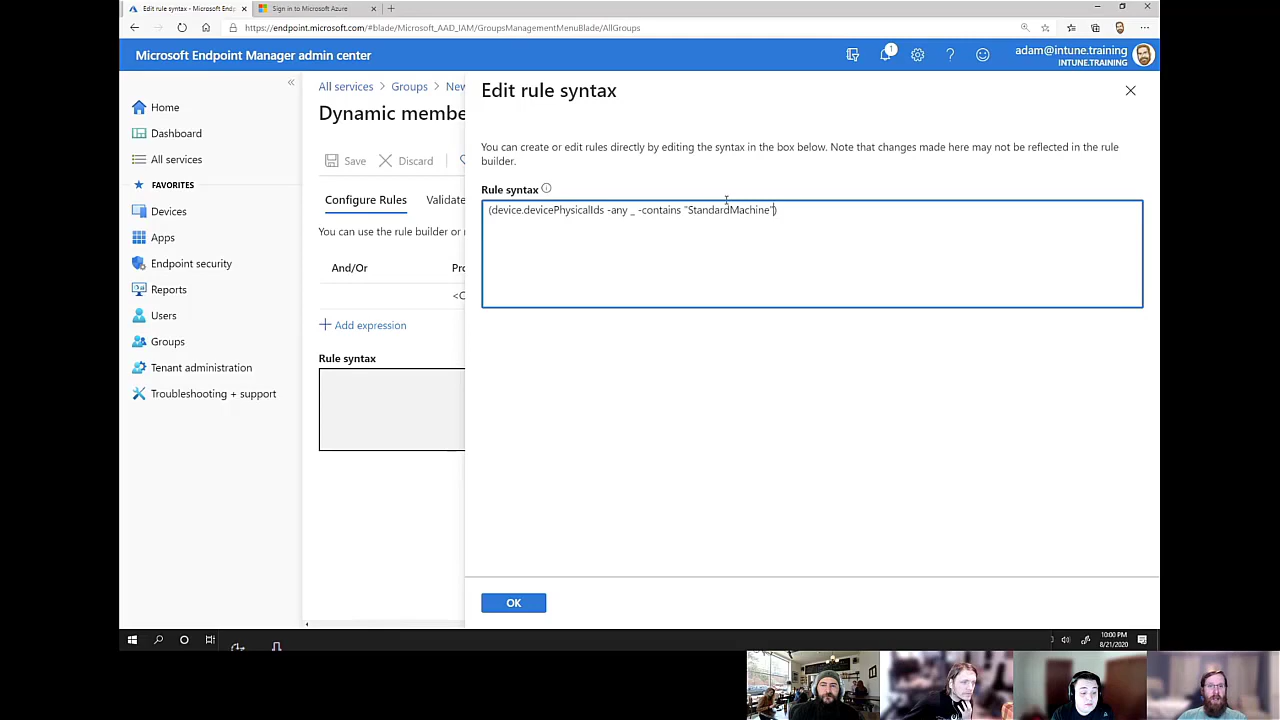 Edit rule syntax - Microsoft Endp
Sign in to Microsoft Azure
https://endpoint.microsoft.com/#blade/Microsoft_AAD_IAM/GroupsManagementMenuBlade/AllGroups
Microsoft Endpoint Manager admin center
1
adam@intune.training
INTUNE.TRAINING
Home
Dashboard
All services
FAVORITES
Devices
Apps
Endpoint security
Reports
Users
Groups
Tenant administration
Troubleshooting + support
All services > Groups > New
Dynamic membe
Save
Discard
Configure Rules
Validate
You can use the rule builder or r
And/Or
Pro
<C
+ Add expression
Rule syntax
Edit rule syntax
You can create or edit rules directly by editing the syntax in the box below. Note that changes made here may not be reflected in the rule
builder.
Rule syntax
(device.devicePhysicalIds -any _ -contains "StandardMachine")
OK
10:00 PM
8/21/2020